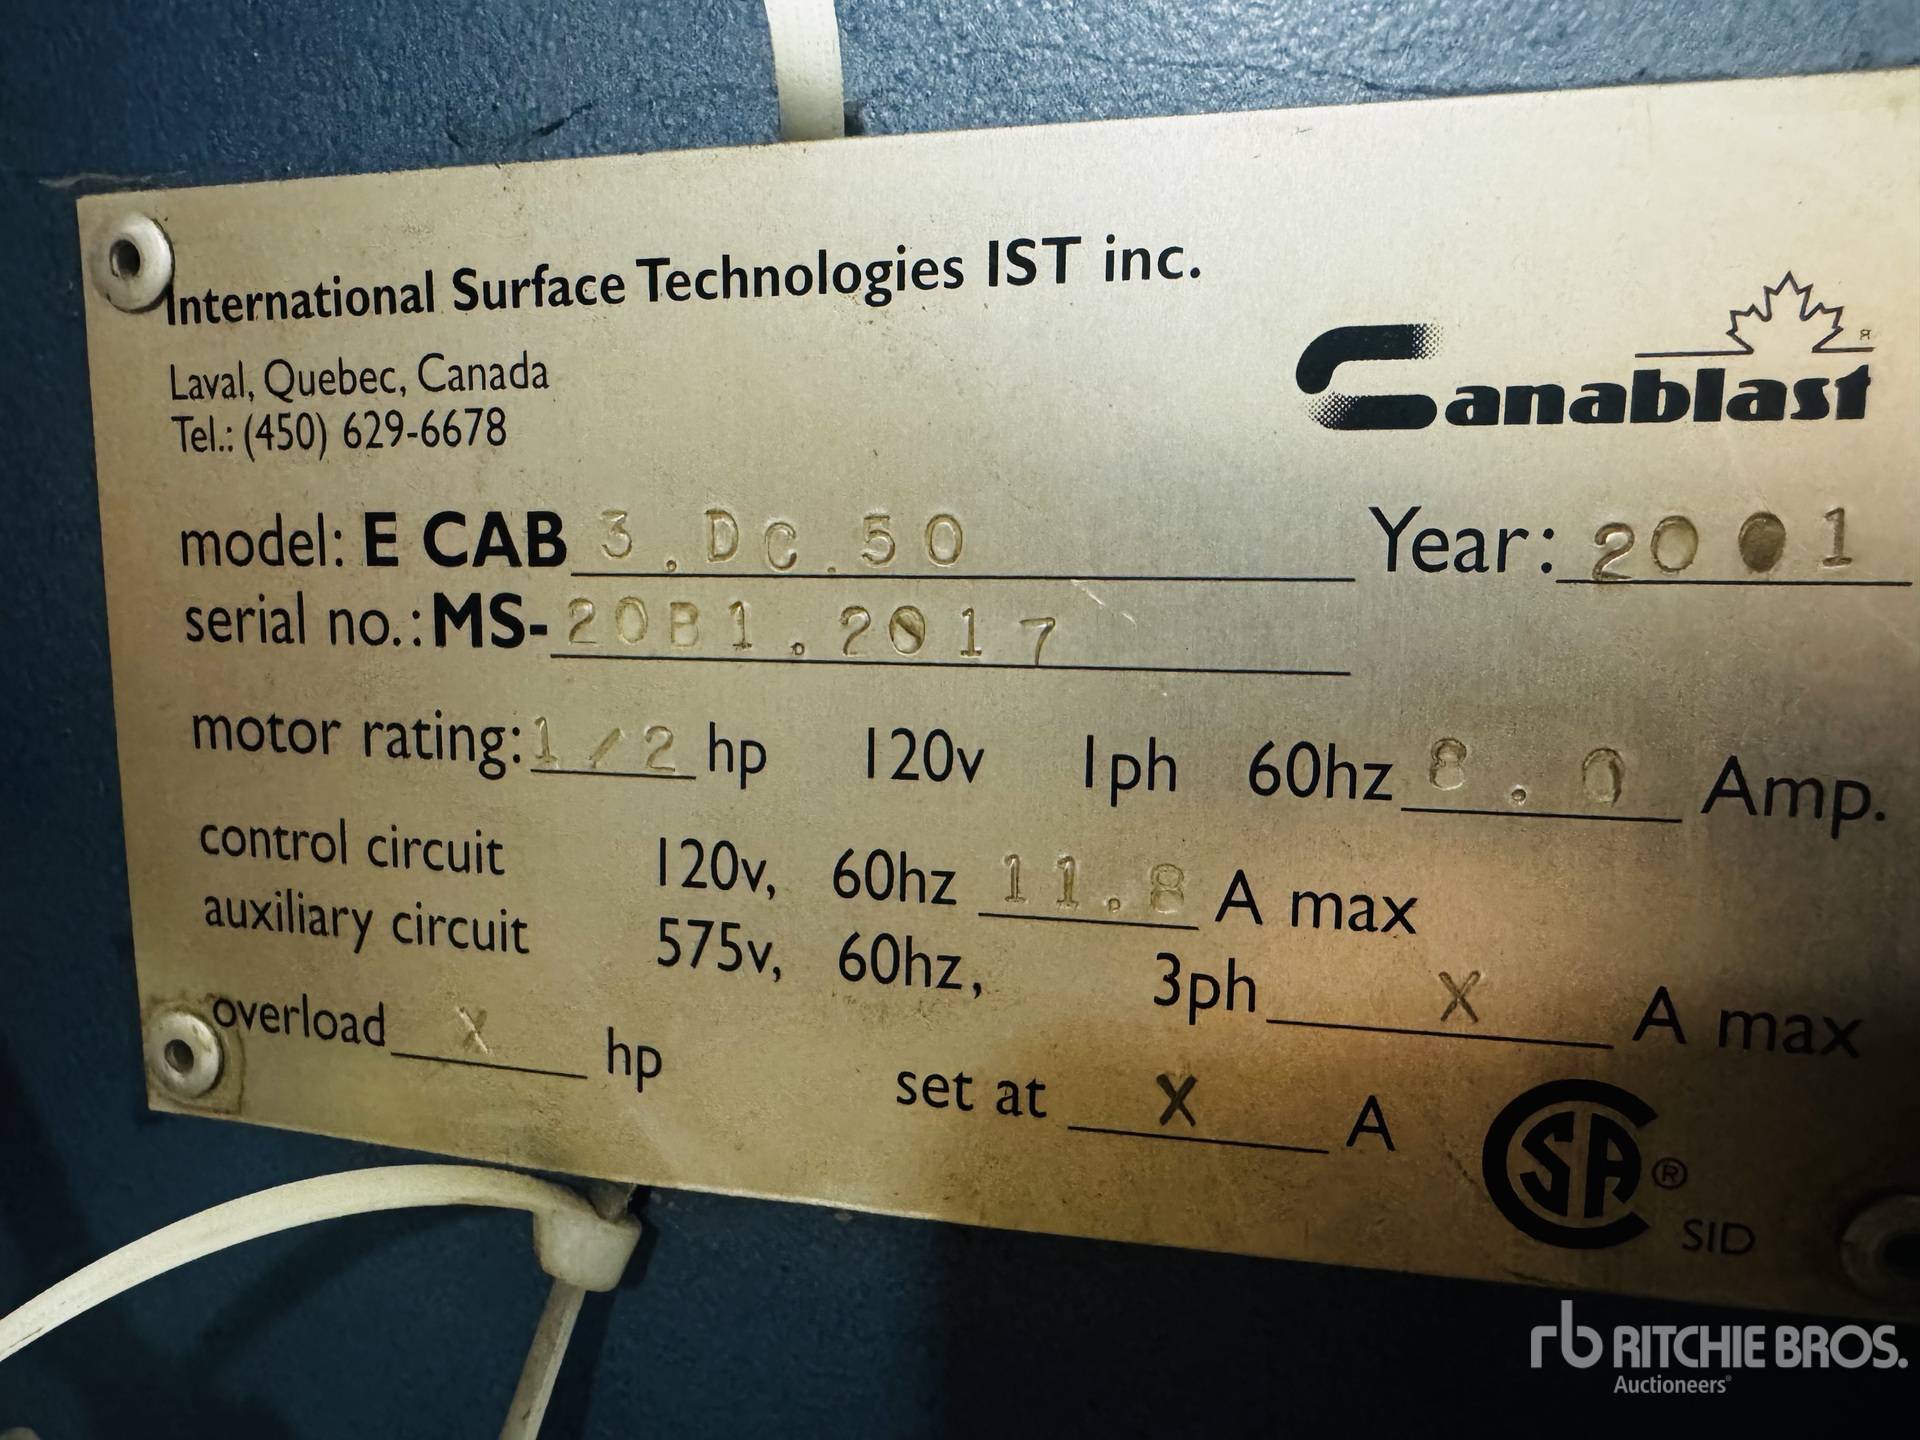 International Surface Technologies IST inc.
Laval, Quebec, Canada
Tel.: (450) 629-6678
Canablast ®
model: E CAB 3.DC.50
Year: 2001
serial no.: MS-20B1.2017
motor rating: 1/2 hp 120v 1ph 60hz 8.0 Amp.
control circuit 120v, 60hz 11.8 A max
auxiliary circuit 575v, 60hz, 3ph X A max
overload X hp set at X A
CSA ® SID
rb RITCHIE BROS.
Auctioneers®